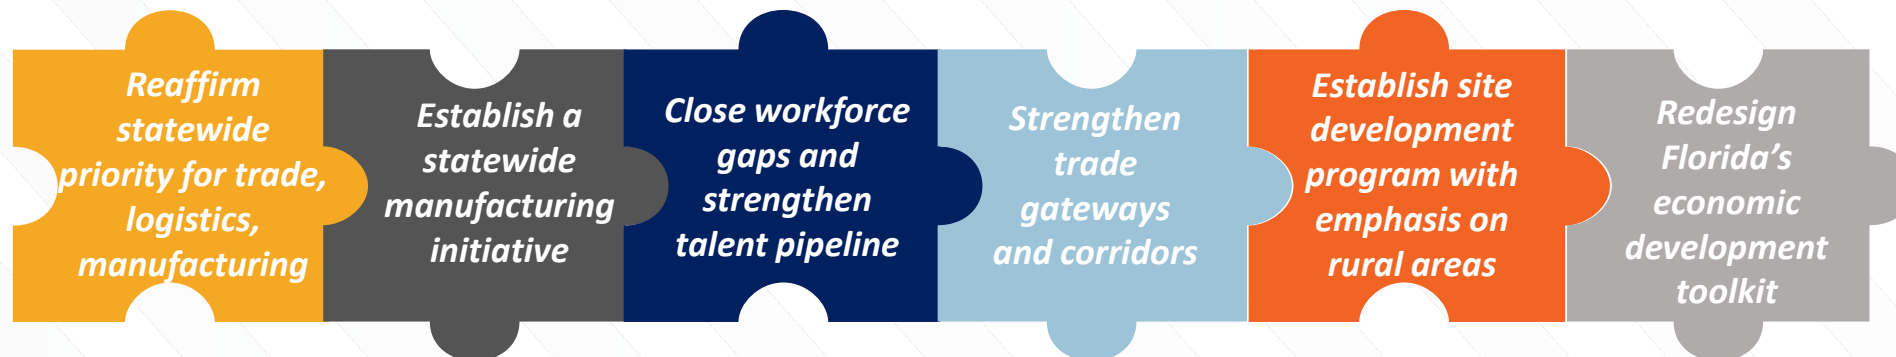 Reaffirm
statewide
priority for trade,
logistics,
manufacturing
Establish a
statewide
manufacturing
initiative
Close workforce
gaps and
strengthen
talent pipeline
Strengthen
trade
gateways
and corridors
Establish site
development
program with
emphasis on
rural areas
Redesign
Florida’s
economic
development
toolkit